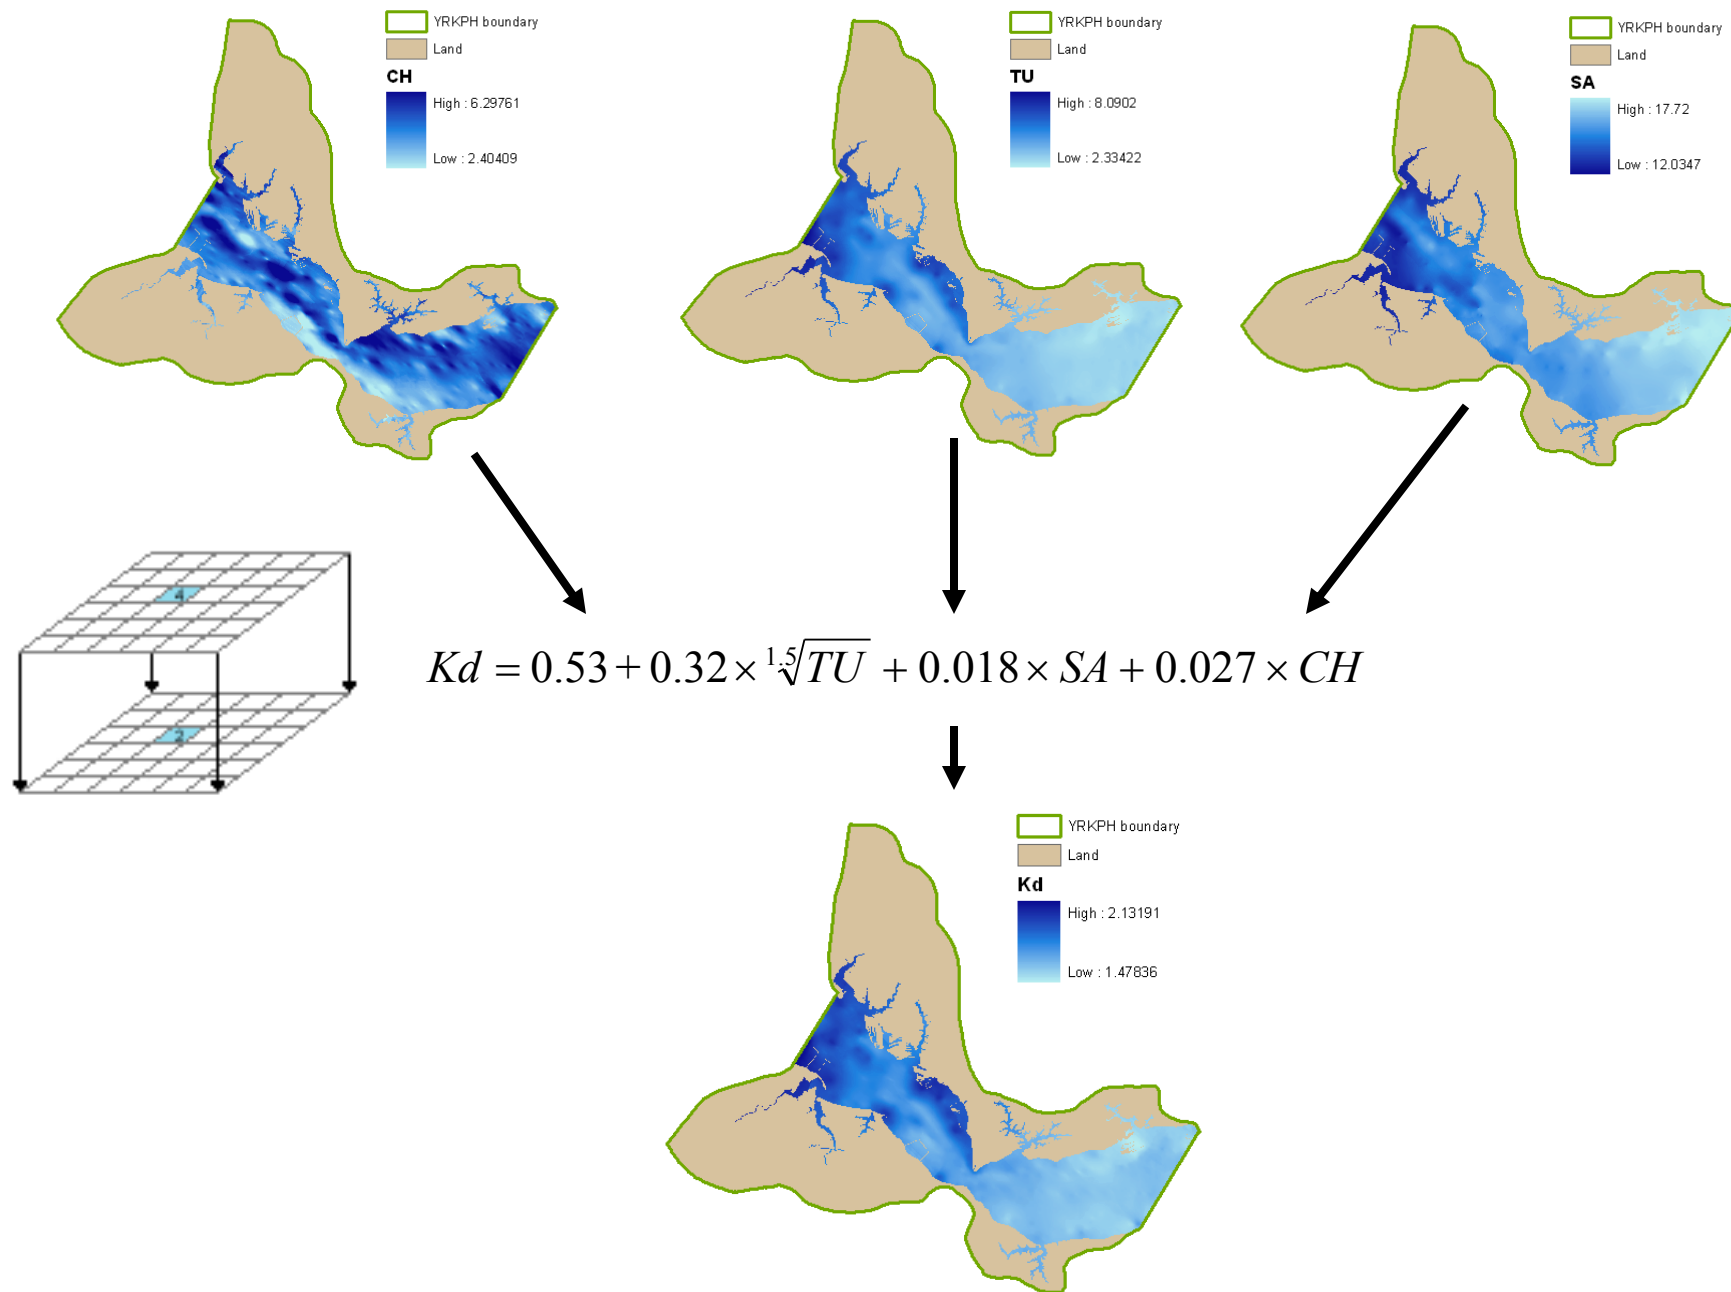 YRKPH boundary
Land
CH
High : 6.29761
Low : 2.40409
YRKPH boundary
Land
TU
High : 8.0902
Low : 2.33422
YRKPH boundary
Land
SA
High : 17.72
Low : 12.0347
4
2
Kd = 0.53 + 0.32 × 1.5√TU + 0.018 × SA + 0.027 × CH
YRKPH boundary
Land
Kd
High : 2.13191
Low : 1.47836